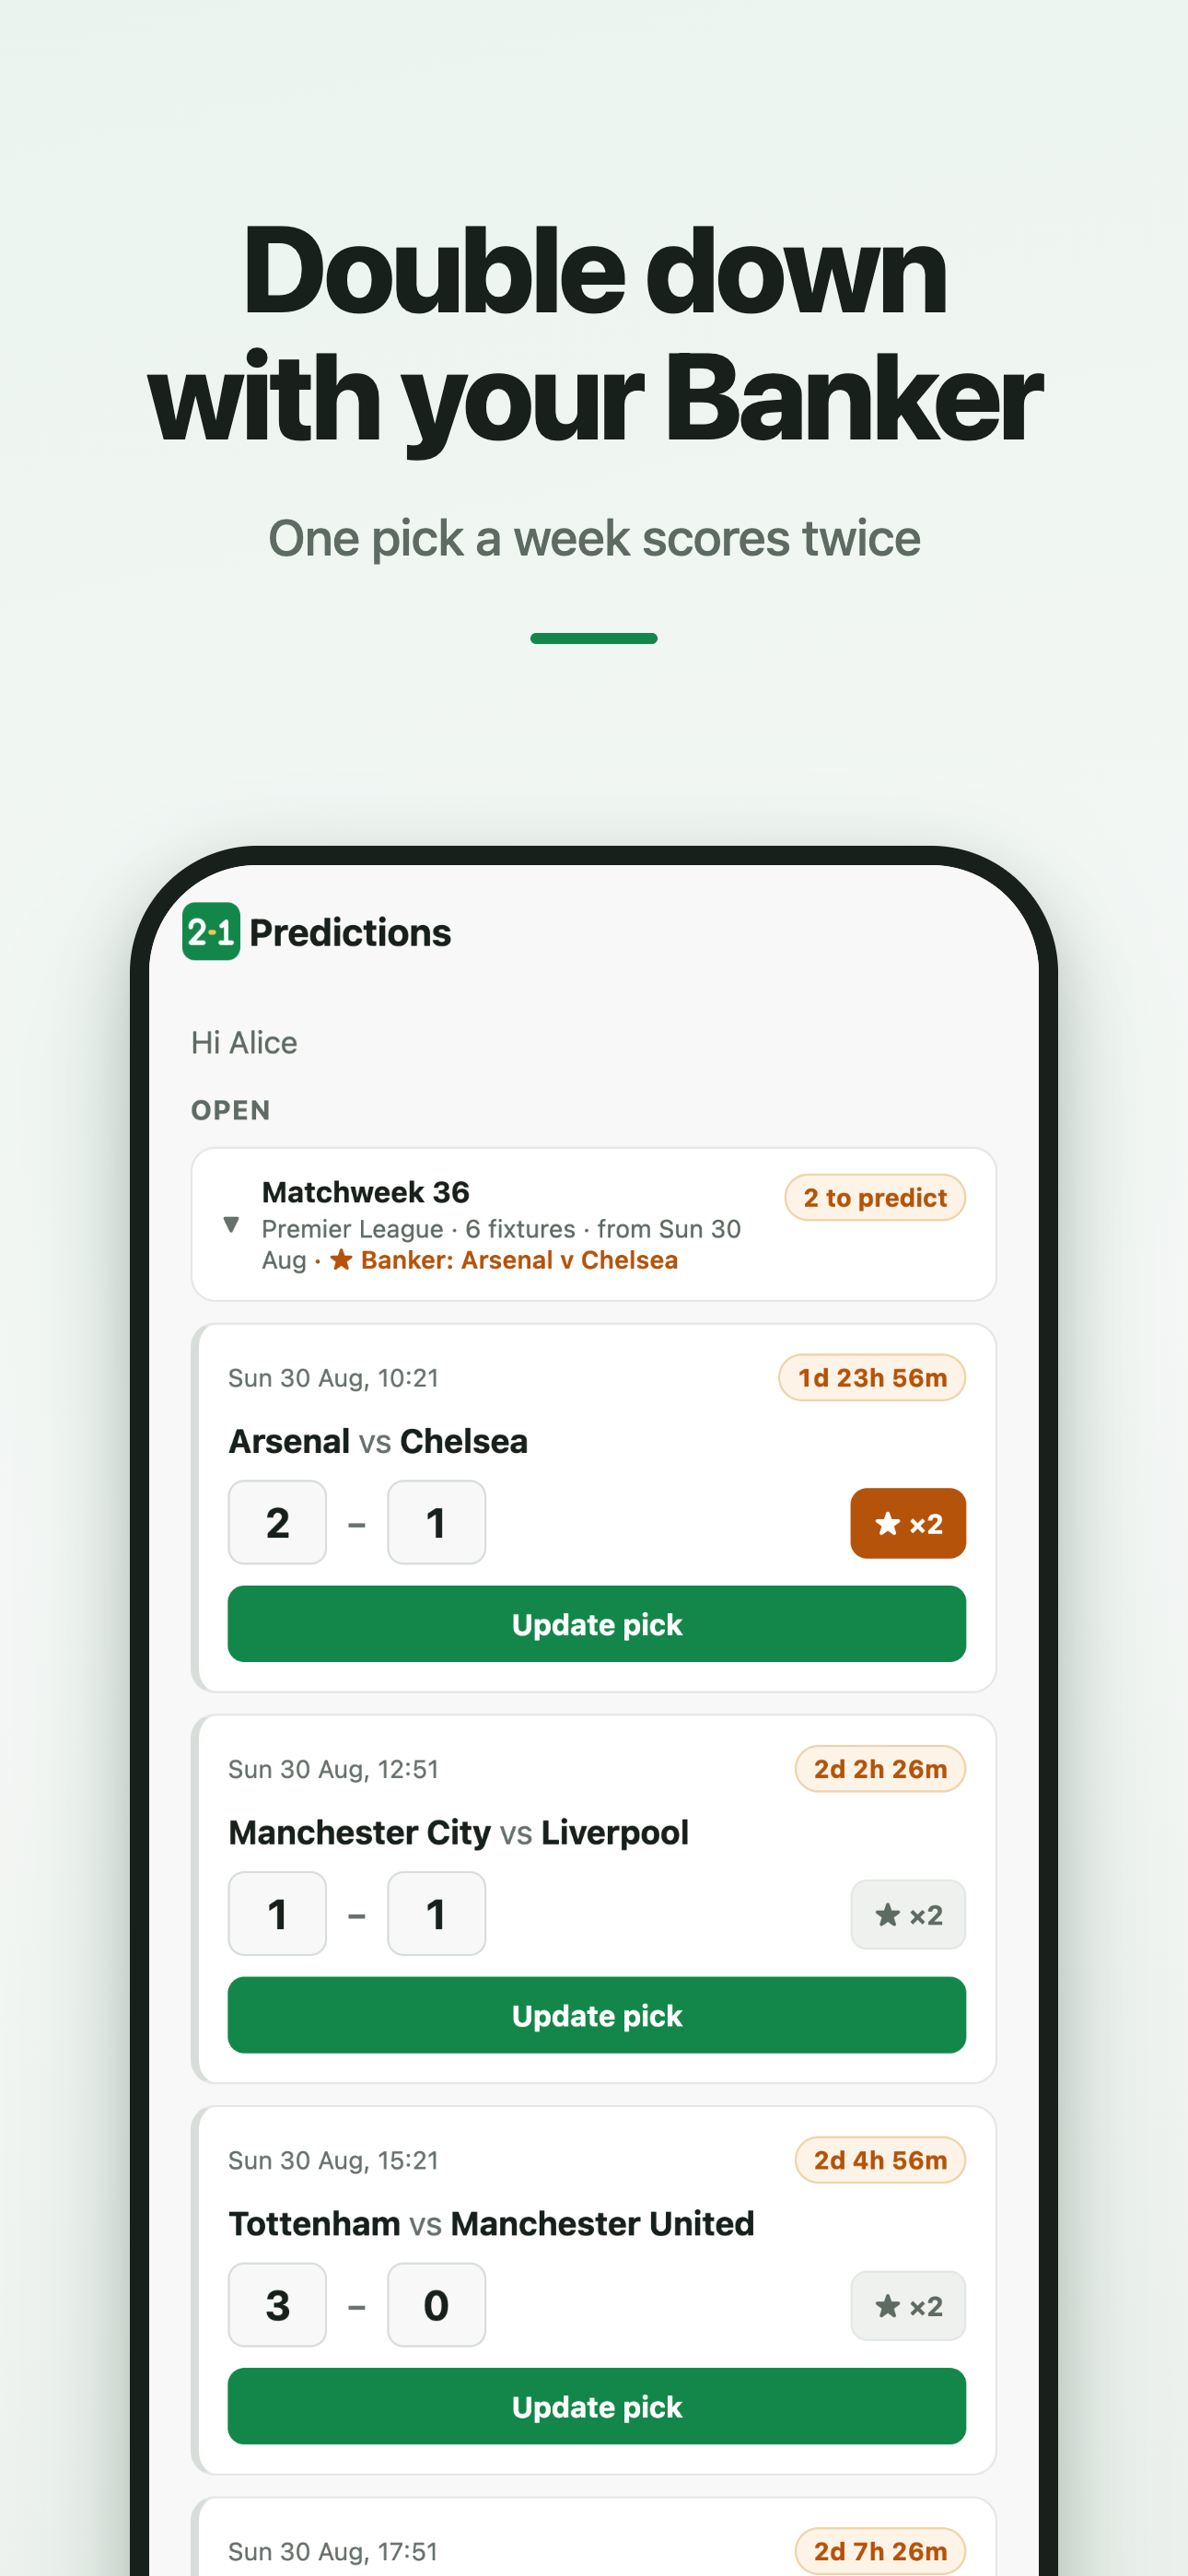 Double down
with your Banker
One pick a week scores twice
2-1 Predictions
Hi Alice
OPEN
Matchweek 36
2 to predict
Premier League · 6 fixtures · from Sun 30
Aug · ★ Banker: Arsenal v Chelsea
Sun 30 Aug, 10:21
1d 23h 56m
Arsenal vs Chelsea
2 – 1
★ ×2
Update pick
Sun 30 Aug, 12:51
2d 2h 26m
Manchester City vs Liverpool
1 – 1
★ ×2
Update pick
Sun 30 Aug, 15:21
2d 4h 56m
Tottenham vs Manchester United
3 – 0
★ ×2
Update pick
Sun 30 Aug, 17:51
2d 7h 26m